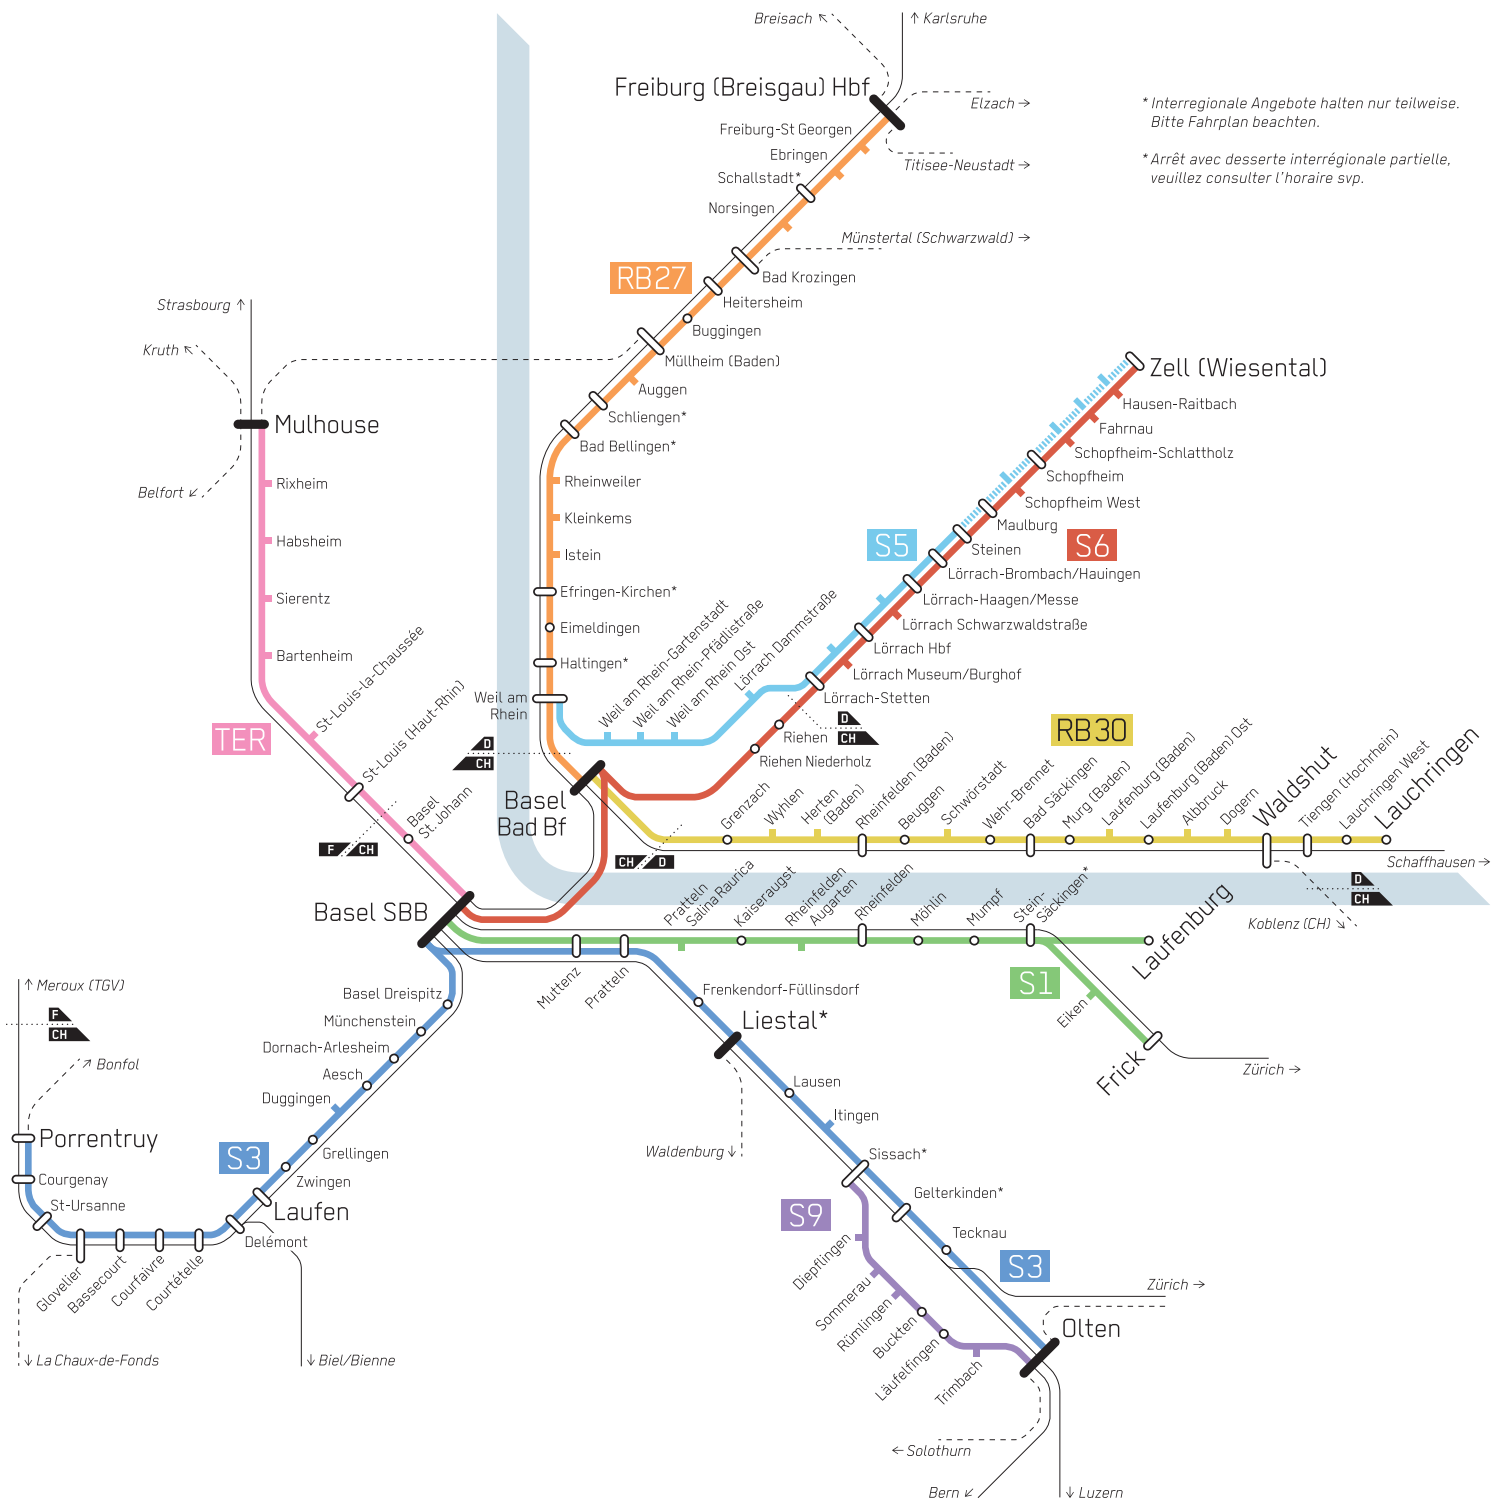 Breisach ↖
↑ Karlsruhe
Freiburg (Breisgau) Hbf
Elzach →
Titisee-Neustadt →
* Interregionale Angebote halten nur teilweise.
Bitte Fahrplan beachten.
* Arrêt avec desserte interrégionale partielle,
veuillez consulter l'horaire svp.
Freiburg-St Georgen
Ebringen
Schallstadt*
Norsingen
Münstertal (Schwarzwald) →
Bad Krozingen
RB27
Heitersheim
Buggingen
Müllheim (Baden)
Auggen
Schliengen*
Bad Bellingen*
Rheinweiler
Kleinkems
Istein
Efringen-Kirchen*
Eimeldingen
Haltingen*
Weil am
Rhein
Strasbourg ↑
Kruth ↖
Mulhouse
Belfort ↙
Rixheim
Habsheim
Sierentz
Bartenheim
TER
St-Louis-la-Chaussée
St-Louis (Haut-Rhin)
Basel
St. Johann
F
CH
D
CH
Zell (Wiesental)
Hausen-Raitbach
Fahrnau
Schopfheim-Schlattholz
Schopfheim
Schopfheim West
Maulburg
S5
S6
Steinen
Lörrach-Brombach/Hauingen
Lörrach-Haagen/Messe
Lörrach Schwarzwaldstraße
Lörrach Hbf
Lörrach Museum/Burghof
Lörrach-Stetten
Weil am Rhein-Gartenstadt
Weil am Rhein-Pfädlistraße
Weil am Rhein Ost
Lörrach Dammstraße
Riehen
D
CH
Riehen Niederholz
Basel
Bad Bf
RB30
Grenzach
Wyhlen
Herten
(Baden)
Rheinfelden (Baden)
Beuggen
Schwörstadt
Wehr-Brennet
Bad Säckingen
Murg (Baden)
Laufenburg (Baden)
Laufenburg (Baden) Ost
Albbruck
Dogern
Waldshut
Tiengen (Hochrhein)
Lauchringen West
Lauchringen
CH
D
Schaffhausen →
D
CH
Koblenz (CH) ↘
Basel SBB
Pratteln
Salina Raurica
Kaiseraugst
Rheinfelden
Augarten
Rheinfelden
Möhlin
Mumpf
Stein-
Säckingen*
Laufenburg
S1
Eiken
Frick
Zürich →
Muttenz
Pratteln
Frenkendorf-Füllinsdorf
Liestal*
Waldenburg ↓
Lausen
Itingen
Sissach*
Gelterkinden*
Tecknau
S9
S3
Diepflingen
Sommerau
Rümlingen
Buckten
Läufelfingen
Trimbach
Zürich →
Olten
← Solothurn
Bern ↙
↓ Luzern
Basel Dreispitz
Münchenstein
Dornach-Arlesheim
Aesch
Duggingen
Grellingen
Zwingen
S3
Laufen
Delémont
↑ Meroux (TGV)
F
CH
↗ Bonfol
Porrentruy
Courgenay
St-Ursanne
Glovelier
Bassecourt
Courfaivre
Courtételle
↓ La Chaux-de-Fonds
↓ Biel/Bienne